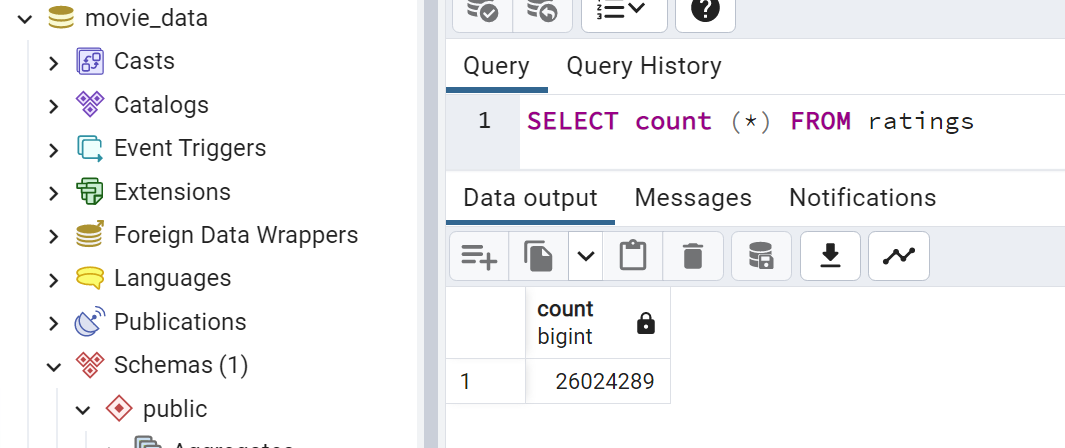 movie_data
Casts
Catalogs
Event Triggers
Extensions
Foreign Data Wrappers
Languages
Publications
Schemas (1)
public
Aggregates
Query Query History
1 SELECT count (*) FROM ratings
Data output Messages Notifications
count
bigint
1 26024289